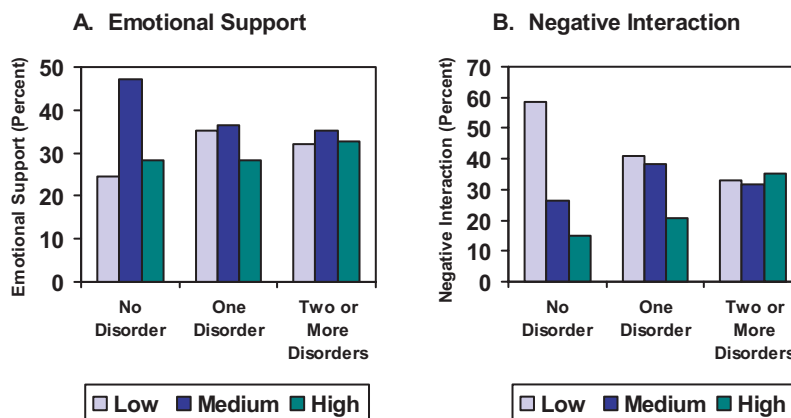 A. Emotional Support
Emotional Support (Percent)
50
40
30
20
10
0
No
Disorder
One
Disorder
Two or
More
Disorders
Low Medium High
B. Negative Interaction
Negative Interaction (Percent)
70
60
50
40
30
20
10
0
No
Disorder
One
Disorder
Two or
More
Disorders
Low Medium High